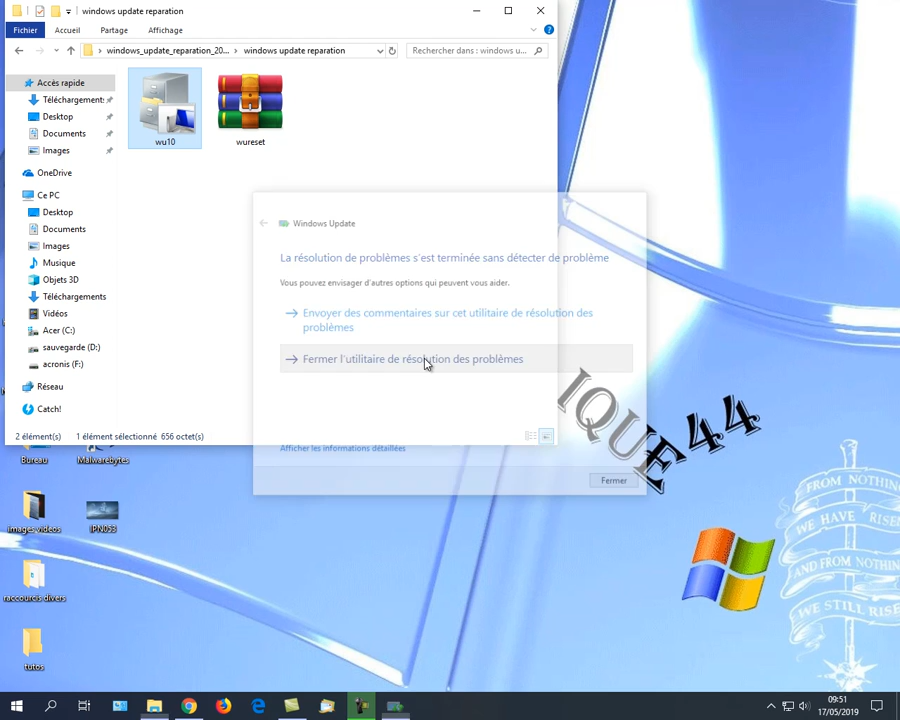 windows update reparation
Fichier
Accueil
Partage
Affichage
windows_update_reparation_20... > windows update reparation
Rechercher dans : windows u...
Accès rapide
Téléchargement:
Desktop
Documents
Images
OneDrive
Ce PC
Desktop
Documents
Images
Musique
Objets 3D
Téléchargements
Vidéos
Acer (C:)
sauvegarde (D:)
acronis (F:)
Réseau
Catch!
wu10
wureset
2 élément(s)
1 élément sélectionné 656 octet(s)
Windows Update
La résolution de problèmes s'est terminée sans détecter de problème
Vous pouvez envisager d'autres options qui peuvent vous aider.
Envoyer des commentaires sur cet utilitaire de résolution des
problèmes
Fermer l'utilitaire de résolution des problèmes
Afficher les informations détaillées
Fermer
IQUE44
Bureau
Malwarebytes
images videos
IPN053
raccourcis divers
tutos
FROM NOTHING
WE HAVE RISEN
AND FROM NOTHING
WE STILL RISE
09:51
17/05/2019